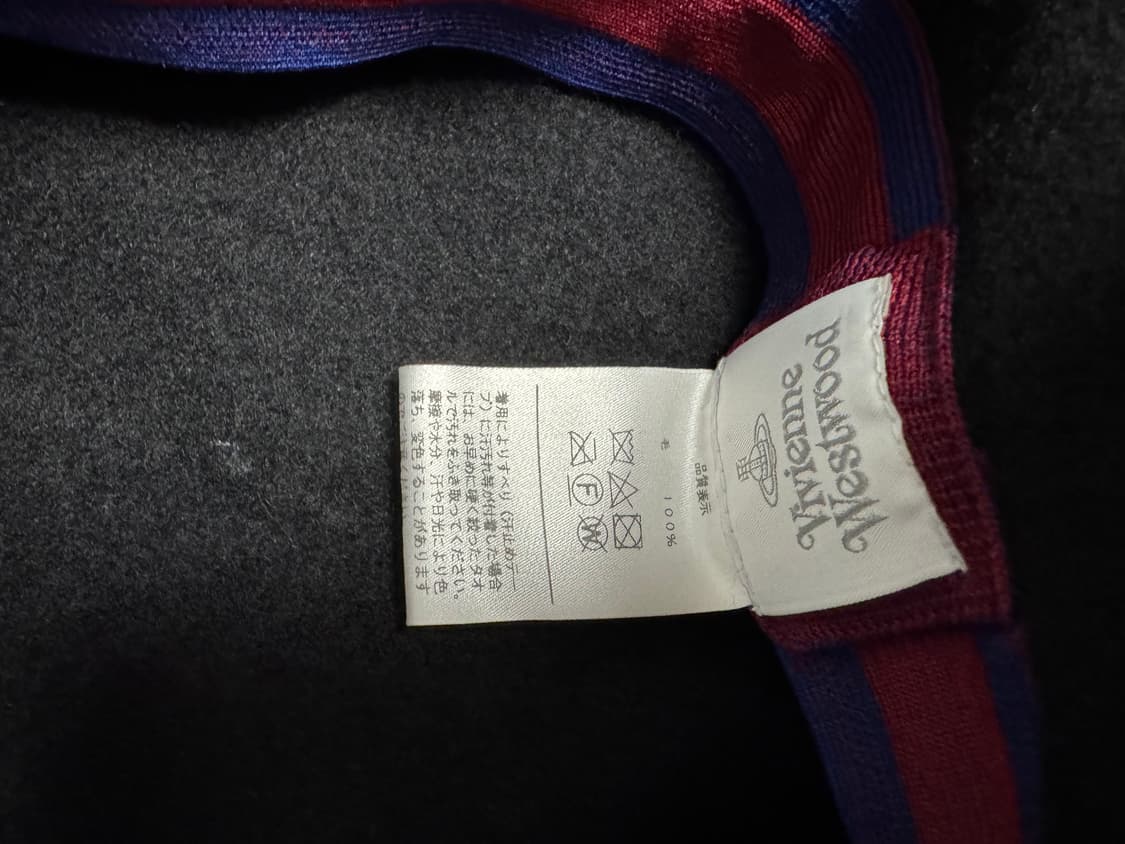 Vivienne
Westwood
品質表示
毛 100%
F
W
着用によりすべり（汗止めテー
プ）に汗汚れ等が付着した場合
には、お早めに硬く絞ったタオ
ルで汚れをふき取ってください。
摩擦や水分、汗や日光により色
落ち、変色することがあります